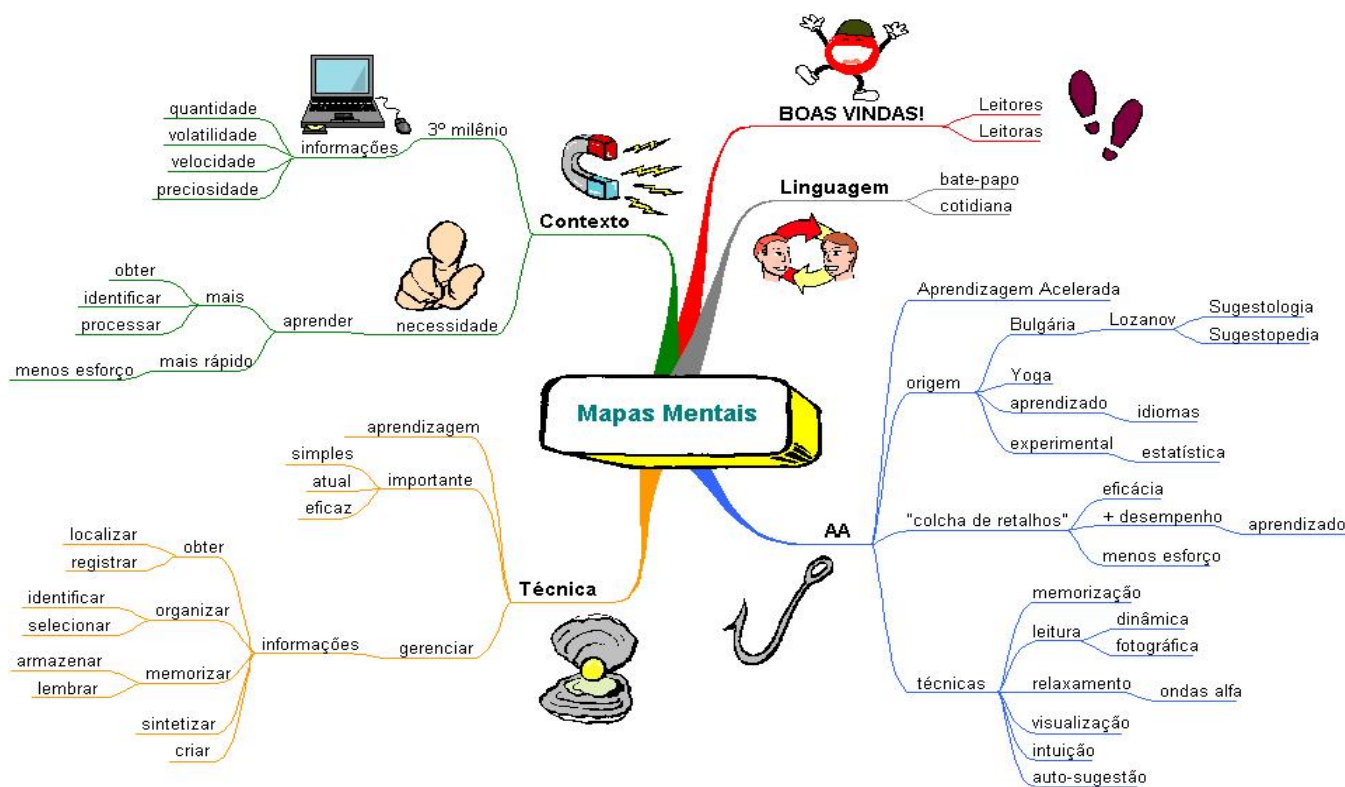 Mapas Mentais
BOAS VINDAS!
Leitores
Leitoras
Linguagem
bate-papo
cotidiana
AA
Aprendizagem Acelerada
origem
Bulgária
Lozanov
Sugestologia
Sugestopedia
Yoga
aprendizado
idiomas
experimental
estatística
"colcha de retalhos"
eficácia
+ desempenho
aprendizado
menos esforço
técnicas
memorização
leitura
dinâmica
fotográfica
relaxamento
ondas alfa
visualização
intuição
auto-sugestão
Técnica
aprendizagem
importante
simples
atual
eficaz
gerenciar
informações
obter
localizar
registrar
organizar
identificar
selecionar
memorizar
armazenar
lembrar
sintetizar
criar
Contexto
3º milênio
informações
quantidade
volatilidade
velocidade
preciosidade
necessidade
aprender
mais
obter
identificar
processar
mais rápido
menos esforço